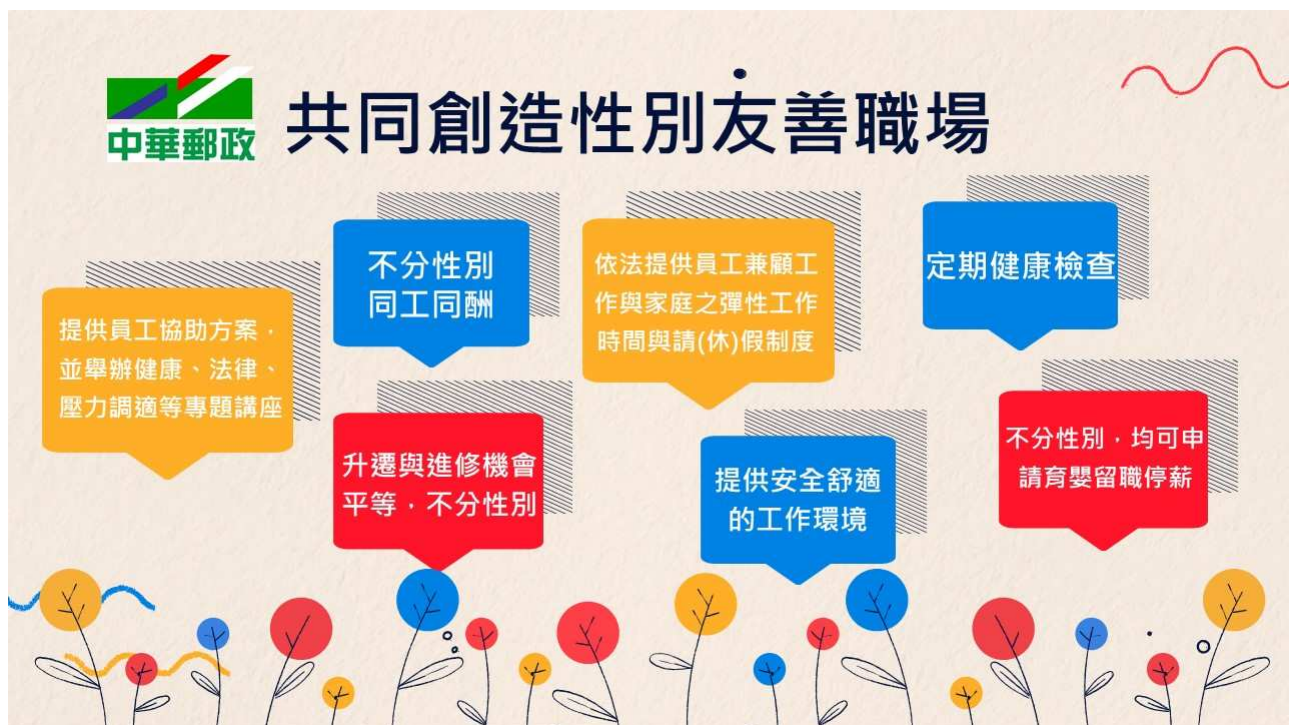 中華郵政
共同創造性別友善職場
提供員工協助方案，
並舉辦健康、法律、
壓力調適等專題講座
不分性別
同工同酬
升遷與進修機會
平等，不分性別
依法提供員工兼顧工
作與家庭之彈性工作
時間與請(休)假制度
提供安全舒適
的工作環境
定期健康檢查
不分性別，均可申
請育嬰留職停薪